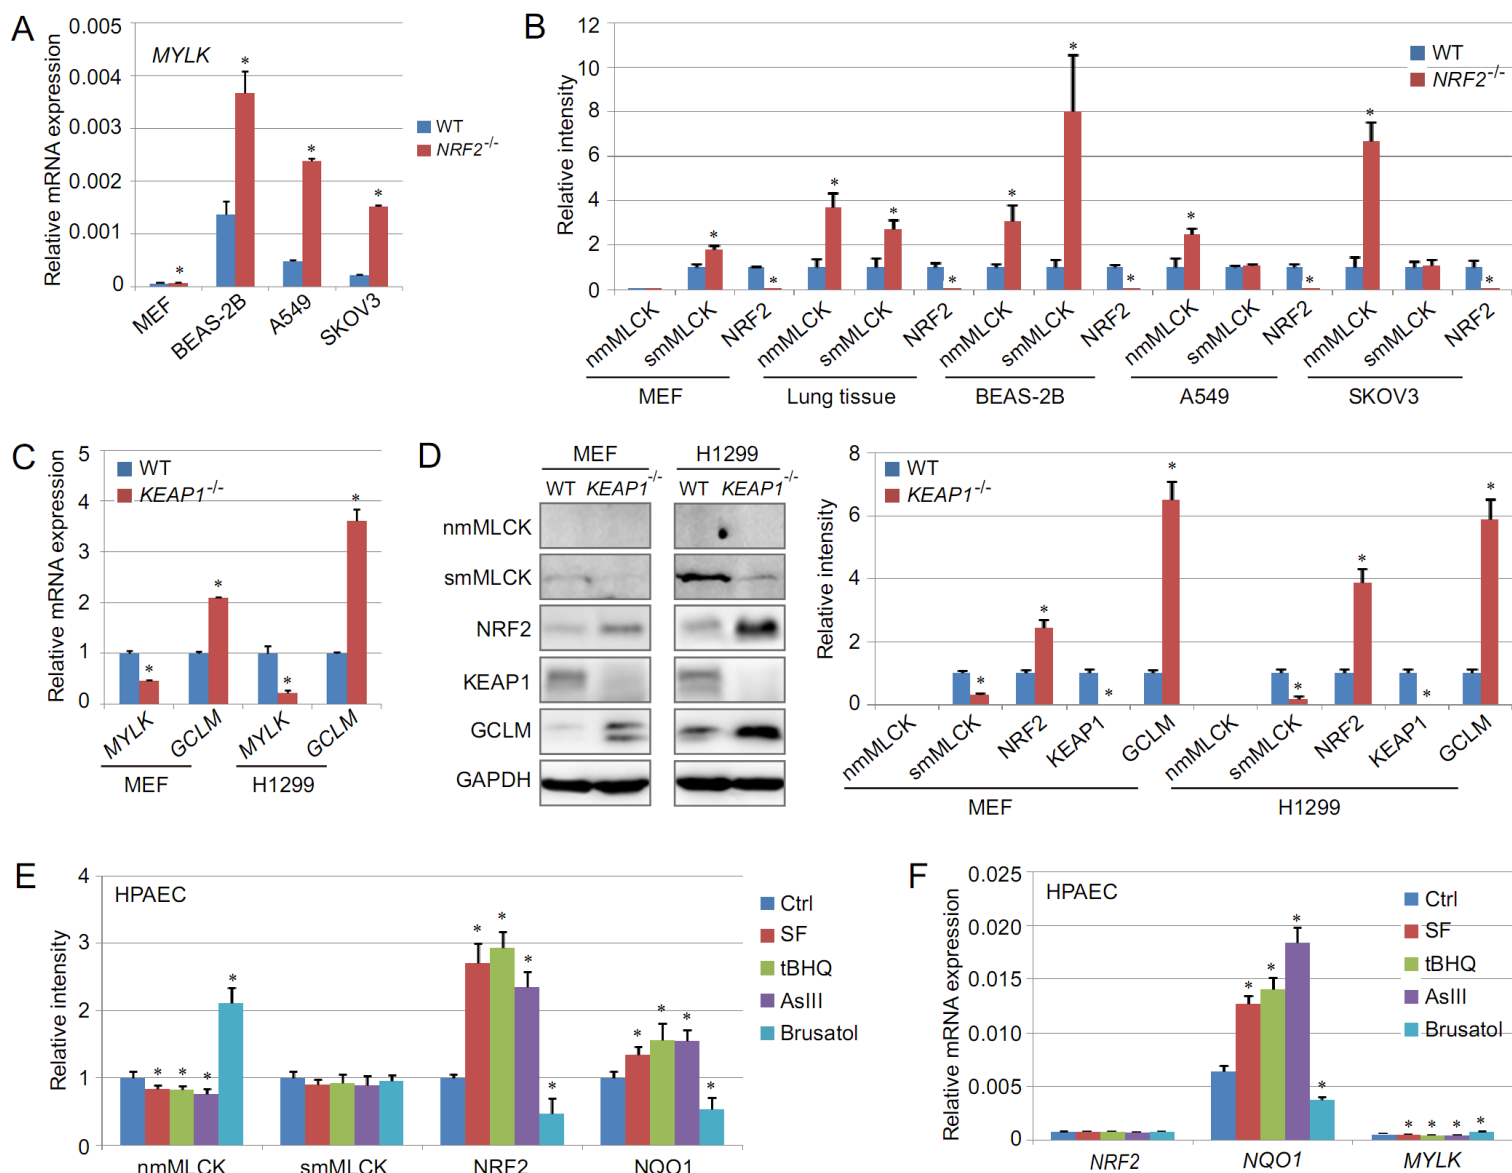 A
MYLK
Relative mRNA expression
0.005
0.004
0.003
0.002
0.001
0
*
*
*
*
MEF
BEAS-2B
A549
SKOV3
WT
NRF2-/-
B
Relative intensity
12
10
8
6
4
2
0
WT
NRF2-/-
*
*
*
*
*
*
*
*
*
*
*
*
nmMLCK
smMLCK
NRF2
nmMLCK
smMLCK
NRF2
nmMLCK
smMLCK
NRF2
nmMLCK
smMLCK
NRF2
nmMLCK
smMLCK
NRF2
MEF
Lung tissue
BEAS-2B
A549
SKOV3
C
Relative mRNA expression
5
4
3
2
1
0
WT
KEAP1-/-
*
*
*
*
MYLK
GCLM
MYLK
GCLM
MEF
H1299
D
MEF
H1299
WT KEAP1-/-
WT KEAP1-/-
nmMLCK
smMLCK
NRF2
KEAP1
GCLM
GAPDH
Relative intensity
8
6
4
2
0
WT
KEAP1-/-
*
*
*
*
*
*
*
*
nmMLCK
smMLCK
NRF2
KEAP1
GCLM
nmMLCK
smMLCK
NRF2
KEAP1
GCLM
MEF
H1299
E
HPAEC
Relative intensity
4
3
2
1
0
* * * *
* * * *
* * * *
nmMLCK
smMLCK
NRF2
NQO1
Ctrl
SF
tBHQ
AsIII
Brusatol
F
HPAEC
Relative mRNA expression
0.025
0.020
0.015
0.010
0.005
0
* * * *
* * * *
NRF2
NQO1
MYLK
Ctrl
SF
tBHQ
AsIII
Brusatol